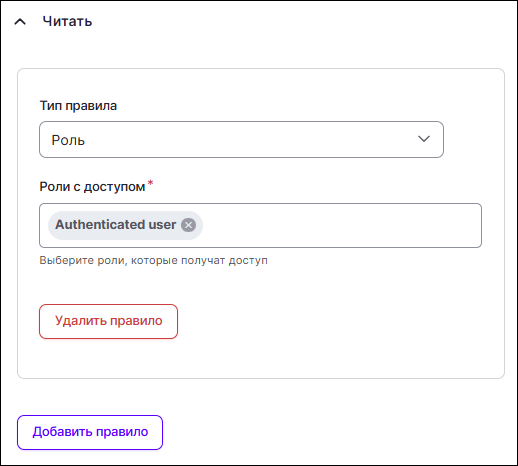 Читать
Тип правила
Роль
Роли с доступом*
Authenticated user
Выберите роли, которые получат доступ
Удалить правило
Добавить правило